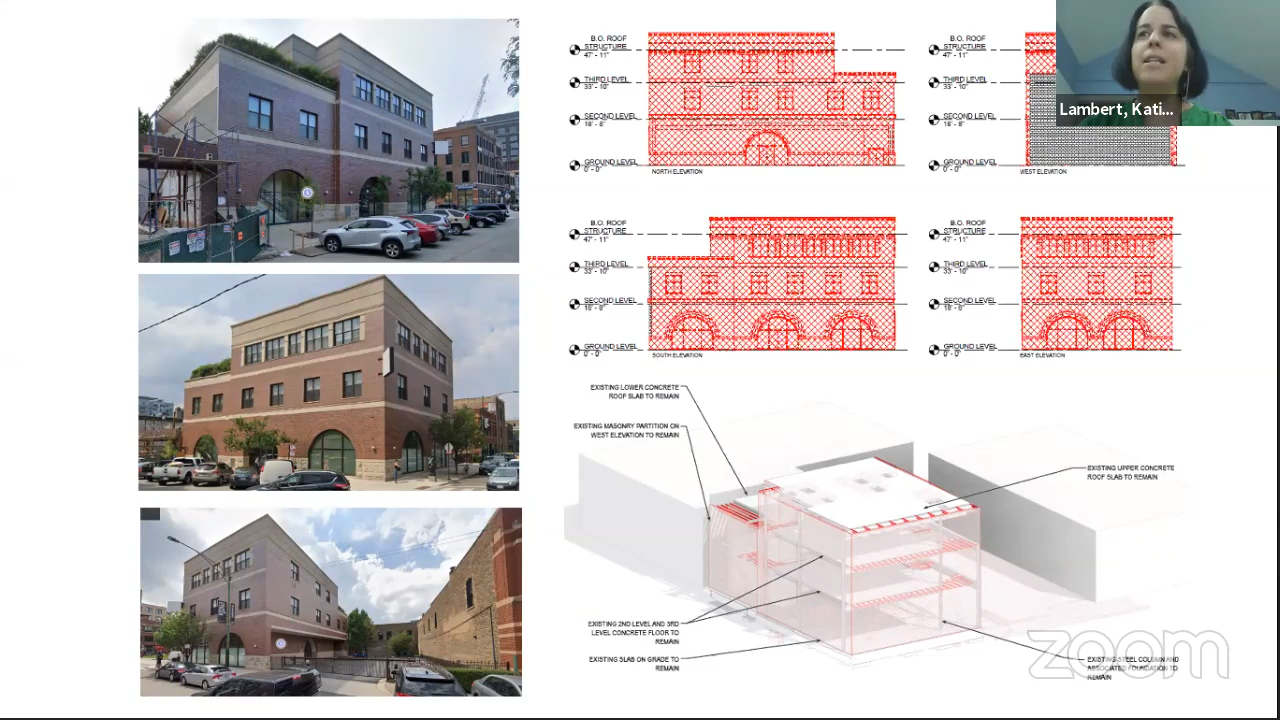 B.O. ROOF
STRUCTURE
47' - 11"
THIRD LEVEL
33' - 10"
SECOND LEVEL
18' - 8"
GROUND LEVEL
0' - 0"
NORTH ELEVATION
B.O. ROOF
STRUCTURE
47' - 11"
THIRD LEVEL
33' - 10"
SECOND LEVEL
18' - 8"
GROUND LEVEL
0' - 0"
WEST ELEVATION
Lambert, Kati...
B.O. ROOF
STRUCTURE
47' - 11"
THIRD LEVEL
33' - 10"
SECOND LEVEL
18' - 8"
GROUND LEVEL
0' - 0"
SOUTH ELEVATION
B.O. ROOF
STRUCTURE
47' - 11"
THIRD LEVEL
33' - 10"
SECOND LEVEL
18' - 8"
GROUND LEVEL
0' - 0"
EAST ELEVATION
EXISTING LOWER CONCRETE
ROOF SLAB TO REMAIN
EXISTING MASONRY PARTITION ON
WEST ELEVATION TO REMAIN
EXISTING UPPER CONCRETE
ROOF SLAB TO REMAIN
EXISTING 2ND LEVEL AND 3RD
LEVEL CONCRETE FLOOR TO
REMAIN
EXISTING SLAB ON GRADE TO
REMAIN
EXISTING STEEL COLUMN AND
ASSOCIATED FOUNDATION TO
REMAIN
zoom